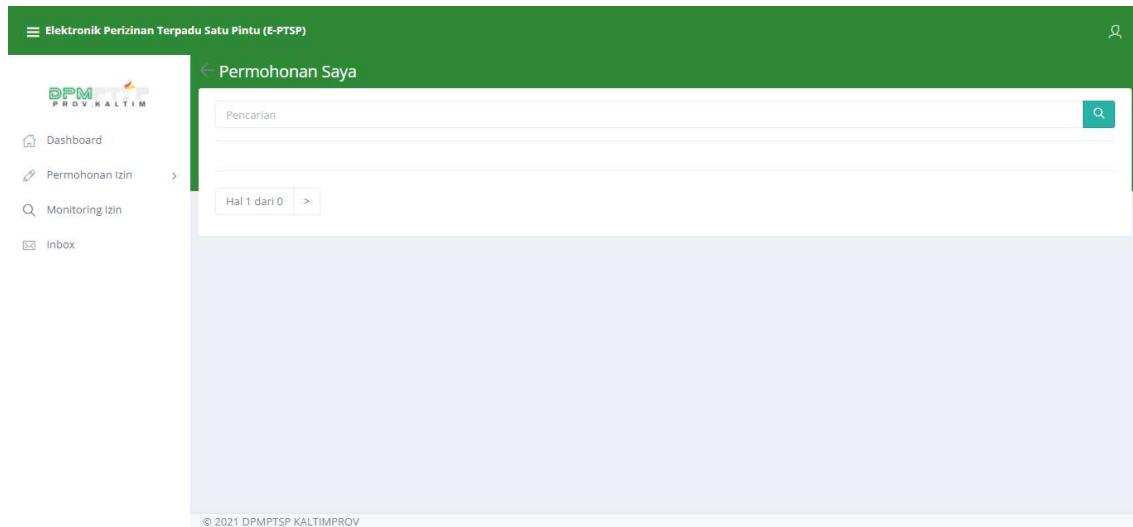 Elektronik Perizinan Terpadu Satu Pintu (E-PTSP)
DPMPTSP
PROV.KALTIM
Dashboard
Permohonan Izin >
Monitoring Izin
Inbox
Permohonan Saya
Pencarian
Hal 1 dari 0 >
© 2021 DPMPTSP KALTIMPROV